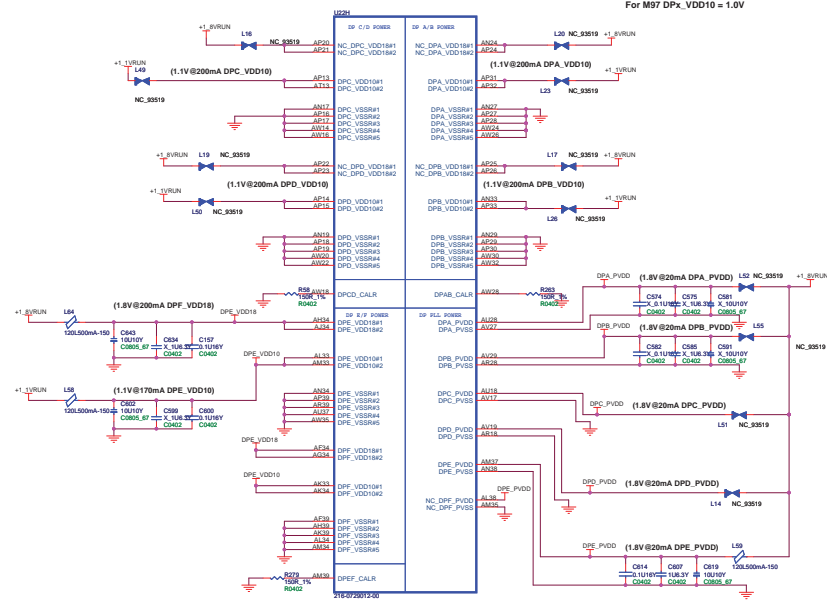 For M97 DPx_VDD10 = 1.0V
U22H
DP C/D POWER
DP A/B POWER
+1_8VRUN
L16
NC_93519
AP20
AP21
NC_DPC_VDD18#1
NC_DPC_VDD18#2
NC_DPA_VDD18#1
NC_DPA_VDD18#2
AN24
AP24
L20
NC_93519
+1_8VRUN
+1_1VRUN
L49
NC_93519
(1.1V@200mA DPC_VDD10)
AP13
AT13
DPC_VDD10#1
DPC_VDD10#2
DPA_VDD10#1
DPA_VDD10#2
AP31
AP32
(1.1V@200mA DPA_VDD10)
L23
NC_93519
+1_1VRUN
AN17
AP16
AP17
AW14
AW16
DPC_VSSR#1
DPC_VSSR#2
DPC_VSSR#3
DPC_VSSR#4
DPC_VSSR#5
DPA_VSSR#1
DPA_VSSR#2
DPA_VSSR#3
DPA_VSSR#4
DPA_VSSR#5
AN27
AP27
AP28
AW24
AW26
+1_8VRUN
L19
NC_93519
AP22
AP23
NC_DPD_VDD18#1
NC_DPD_VDD18#2
NC_DPB_VDD18#1
NC_DPB_VDD18#2
AP25
AP26
L17
NC_93519
+1_8VRUN
+1_1VRUN
L50
NC_93519
(1.1V@200mA DPD_VDD10)
AP14
AP15
DPD_VDD10#1
DPD_VDD10#2
DPB_VDD10#1
DPB_VDD10#2
AN33
AP33
(1.1V@200mA DPB_VDD10)
L26
NC_93519
+1_1VRUN
AN19
AP18
AP19
AW20
AW22
DPD_VSSR#1
DPD_VSSR#2
DPD_VSSR#3
DPD_VSSR#4
DPD_VSSR#5
DPB_VSSR#1
DPB_VSSR#2
DPB_VSSR#3
DPB_VSSR#4
DPB_VSSR#5
AN29
AP29
AP30
AW30
AW32
R58
150R_1%
R0402
AW18
DPCD_CALR
DPAB_CALR
AW28
R263
150R_1%
R0402
DP E/F POWER
DP PLL POWER
+1_8VRUN
L64
120L500mA-150
(1.8V@200mA DPF_VDD18)
DPE_VDD18
C643
10U10Y
C0805_67
C634
X_1U6.3Y
C0402
C157
0.1U16Y
C0402
AH34
AJ34
DPE_VDD18#1
DPE_VDD18#2
DPE_VDD10
AL33
AM33
DPE_VDD10#1
DPE_VDD10#2
+1_1VRUN
L58
120L500mA-150
(1.1V@170mA DPE_VDD10)
C602
10U10Y
C0805_67
C599
X_1U6.3Y
C0402
C600
0.1U16Y
C0402
AN34
AP39
AR39
AU37
AW35
DPE_VSSR#1
DPE_VSSR#2
DPE_VSSR#3
DPE_VSSR#4
DPE_VSSR#5
DPE_VDD18
AF34
AG34
DPF_VDD18#1
DPF_VDD18#2
DPE_VDD10
AK33
AK34
DPF_VDD10#1
DPF_VDD10#2
AF39
AH39
AK39
AL34
AM34
DPF_VSSR#1
DPF_VSSR#2
DPF_VSSR#3
DPF_VSSR#4
DPF_VSSR#5
R279
150R_1%
R0402
AM39
DPEF_CALR
216-0729012-00
DPA_PVDD
DPA_PVSS
AU28
AV27
DPA_PVDD
(1.8V@20mA DPA_PVDD)
L52
NC_93519
+1_8VRUN
C574
X_0.1U16Y
C0402
C575
X_1U6.3Y
C0402
C581
X_10U10Y
C0805_67
DPB_PVDD
DPB_PVSS
AV29
AR28
DPB_PVDD
(1.8V@20mA DPB_PVDD)
L55
NC_93519
C582
X_0.1U16Y
C0402
C585
X_1U6.3Y
C0402
C591
X_10U10Y
C0805_67
DPC_PVDD
DPC_PVSS
AU18
AV17
DPC_PVDD
(1.8V@20mA DPC_PVDD)
L51
NC_93519
DPD_PVDD
DPD_PVSS
AV19
AR18
DPD_PVDD
(1.8V@20mA DPD_PVDD)
L14
NC_93519
DPE_PVDD
DPE_PVSS
AM37
AN38
NC_DPF_PVDD
NC_DPF_PVSS
AL38
AM35
DPE_PVDD
DPE_PVDD
(1.8V@20mA DPE_PVDD)
L59
120L500mA-150
C614
0.1U16Y
C0402
C607
1U6.3Y
C0402
C619
10U10Y
C0805_67